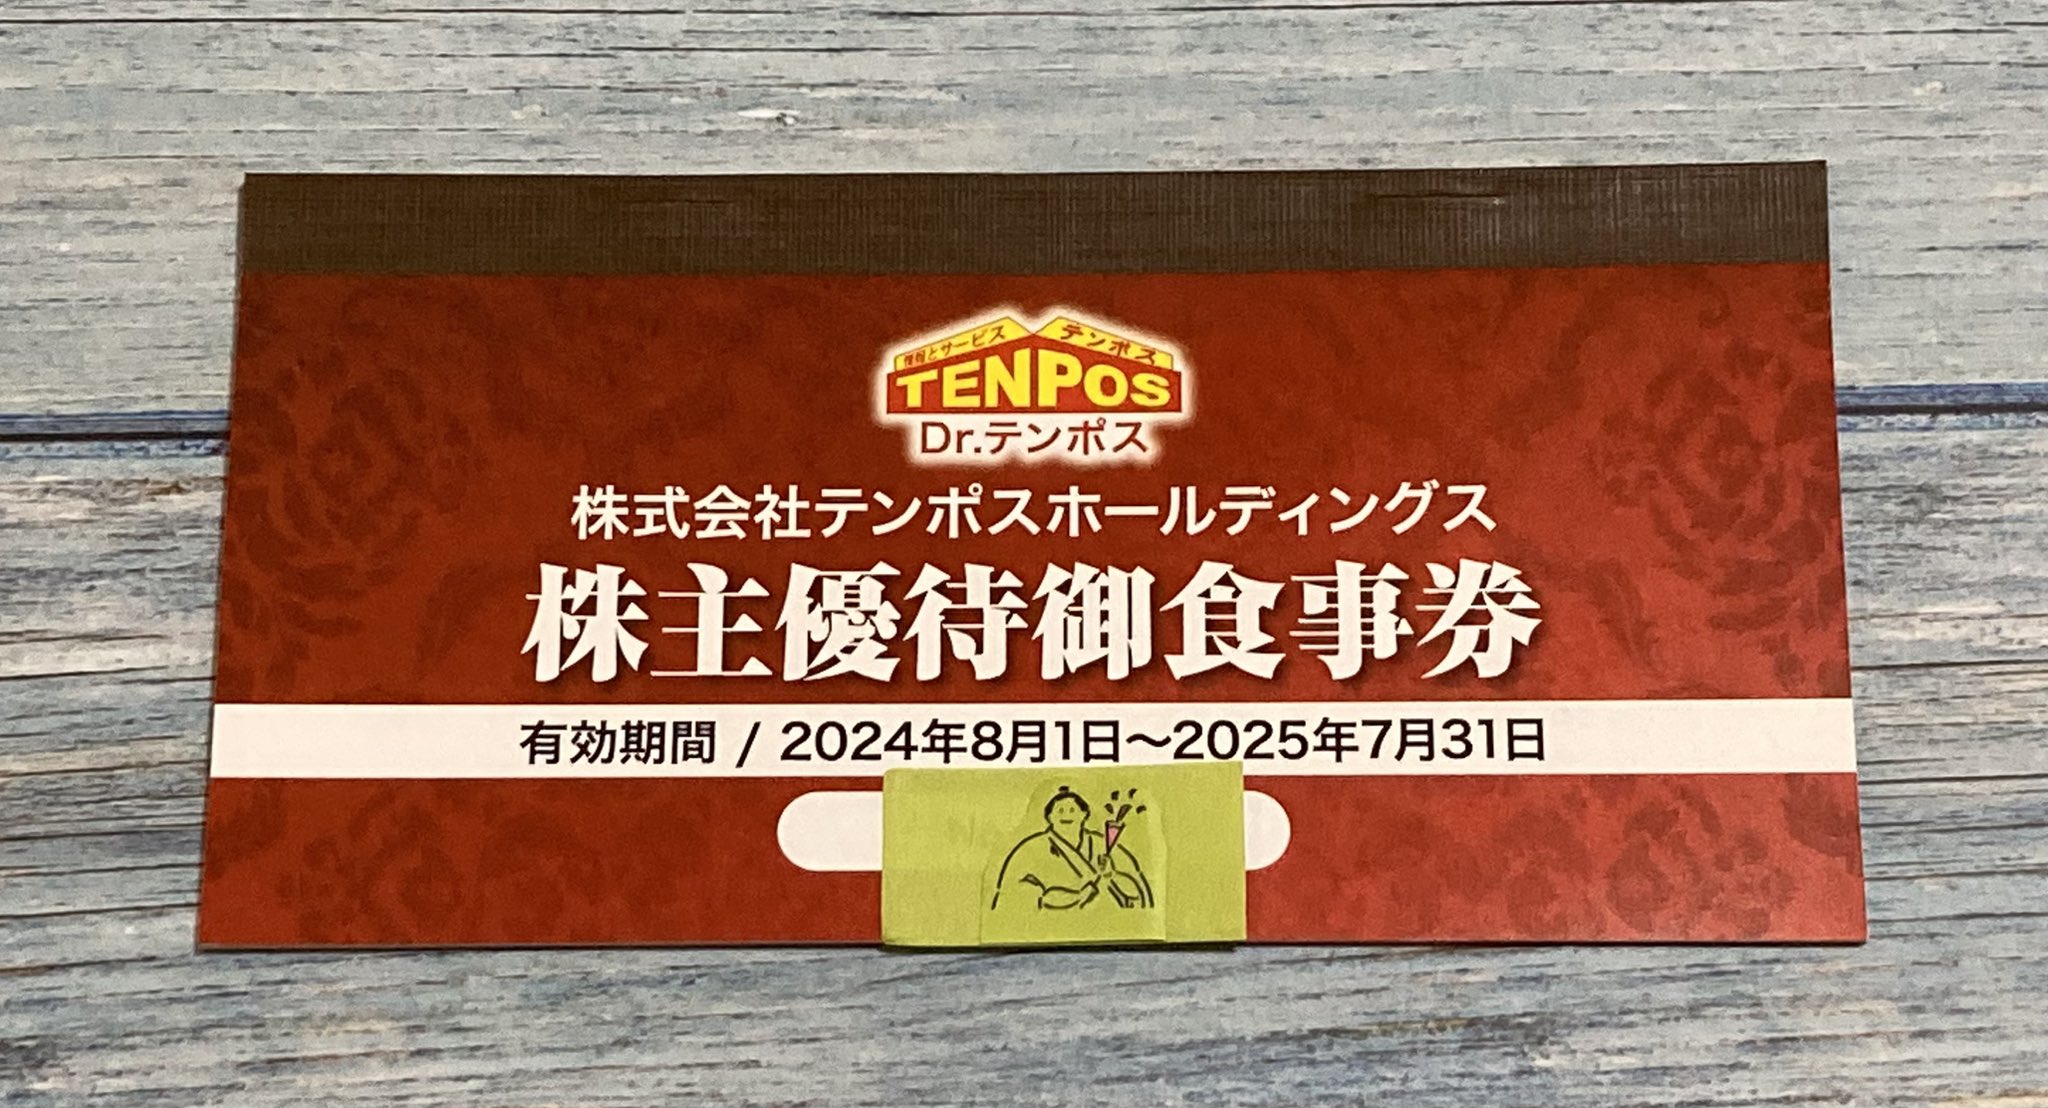 情報とサービス テンポス
TENPOS
Dr.テンポス
株式会社テンポスホールディングス
株主優待御食事券
有効期間 / 2024年8月1日~2025年7月31日